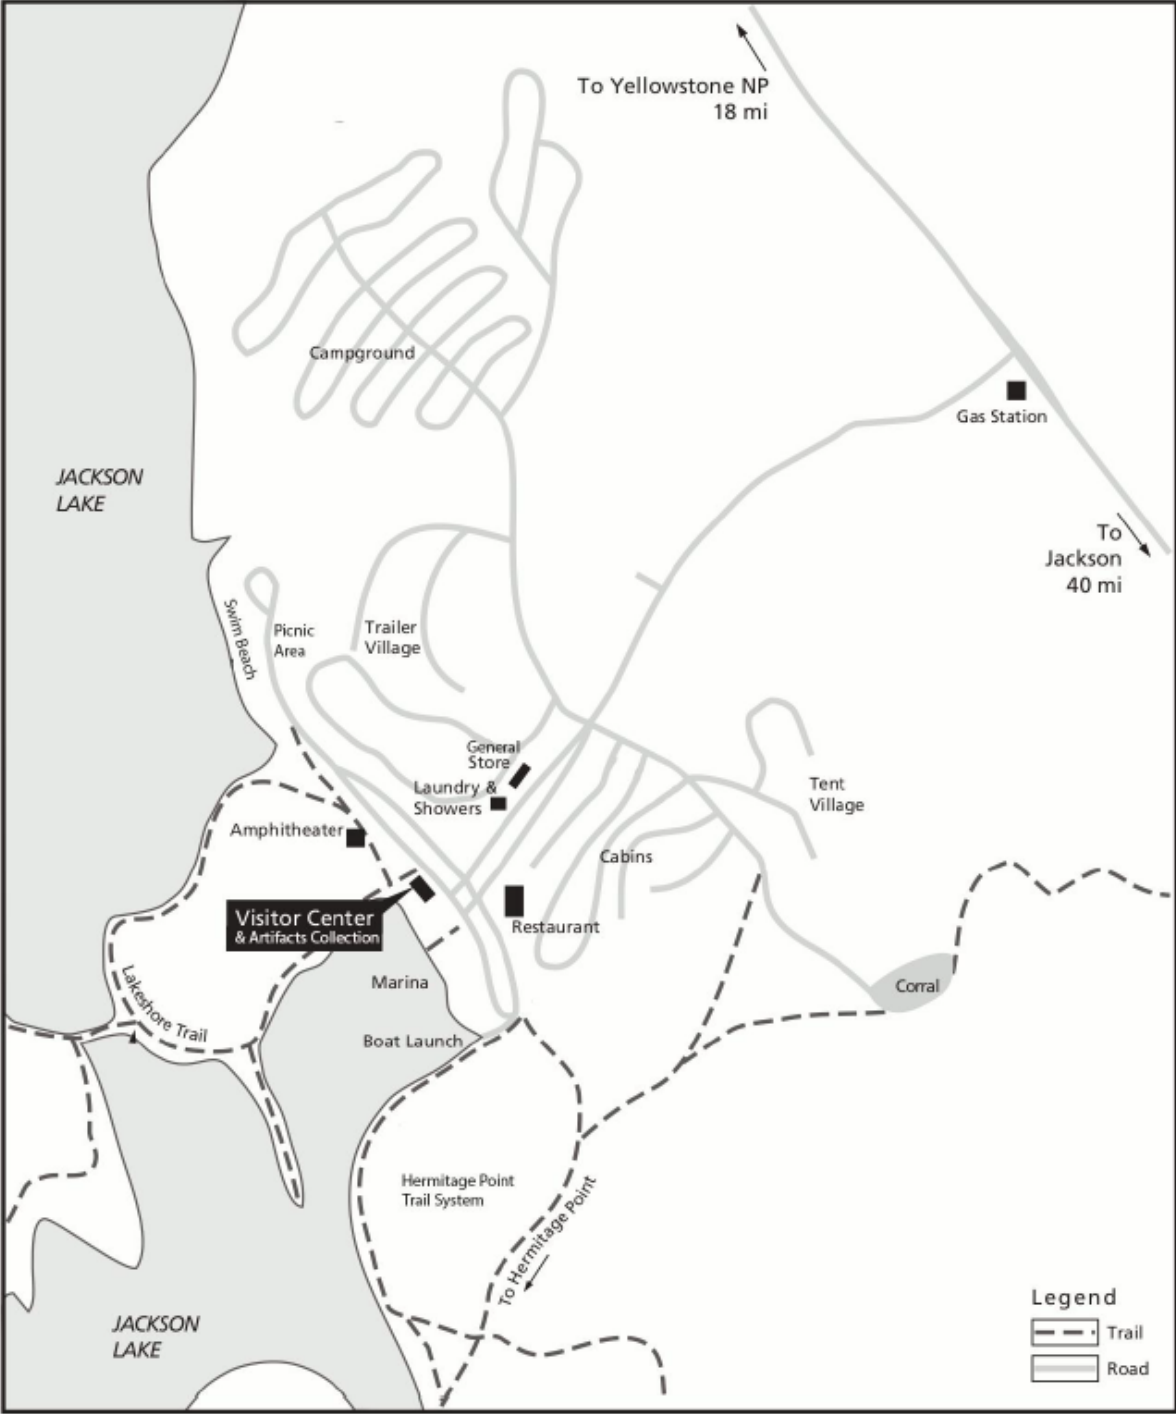 To Yellowstone NP
18 mi
Campground
Gas Station
JACKSON
LAKE
To
Jackson
40 mi
Swim Beach
Picnic
Area
Trailer
Village
General
Store
Laundry &
Showers
Tent
Village
Amphitheater
Cabins
Visitor Center
& Artifacts Collection
Restaurant
Marina
Corral
Lakeshore Trail
Boat Launch
Hermitage Point
Trail System
To Hermitage Point
Legend
Trail
Road
JACKSON
LAKE